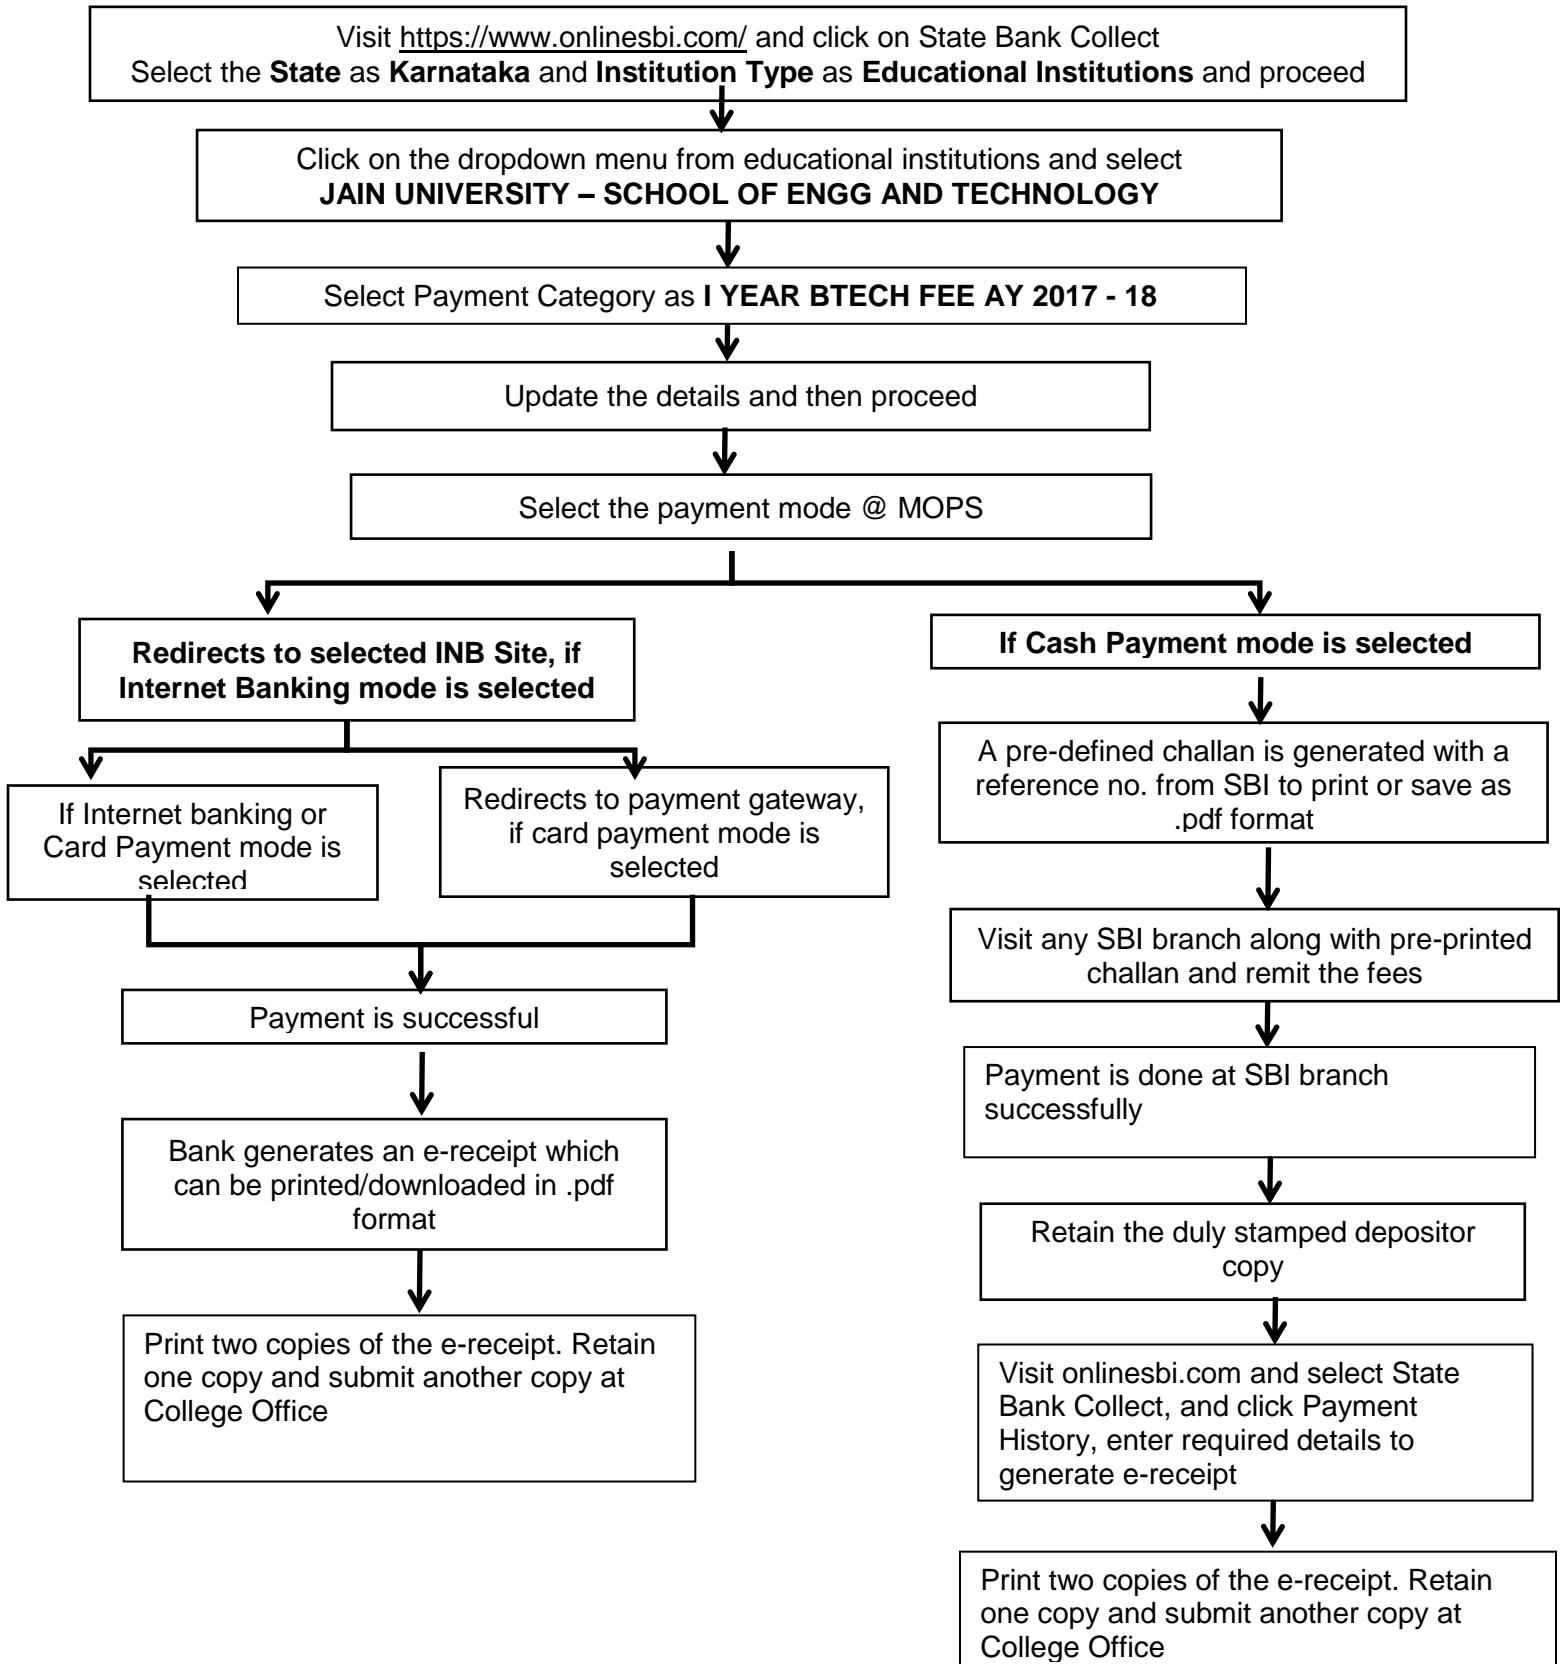 Visit https://www.onlinesbi.com/ and click on State Bank Collect
Select the State as Karnataka and Institution Type as Educational Institutions and proceed
Click on the dropdown menu from educational institutions and select
JAIN UNIVERSITY – SCHOOL OF ENGG AND TECHNOLOGY
Select Payment Category as I YEAR BTECH FEE AY 2017 - 18
Update the details and then proceed
Select the payment mode @ MOPS
Redirects to selected INB Site, if
Internet Banking mode is selected
If Internet banking or
Card Payment mode is
selected
Redirects to payment gateway,
if card payment mode is
selected
Payment is successful
Bank generates an e-receipt which
can be printed/downloaded in .pdf
format
Print two copies of the e-receipt. Retain
one copy and submit another copy at
College Office
If Cash Payment mode is selected
A pre-defined challan is generated with a
reference no. from SBI to print or save as
.pdf format
Visit any SBI branch along with pre-printed
challan and remit the fees
Payment is done at SBI branch
successfully
Retain the duly stamped depositor
copy
Visit onlinesbi.com and select State
Bank Collect, and click Payment
History, enter required details to
generate e-receipt
Print two copies of the e-receipt. Retain
one copy and submit another copy at
College Office